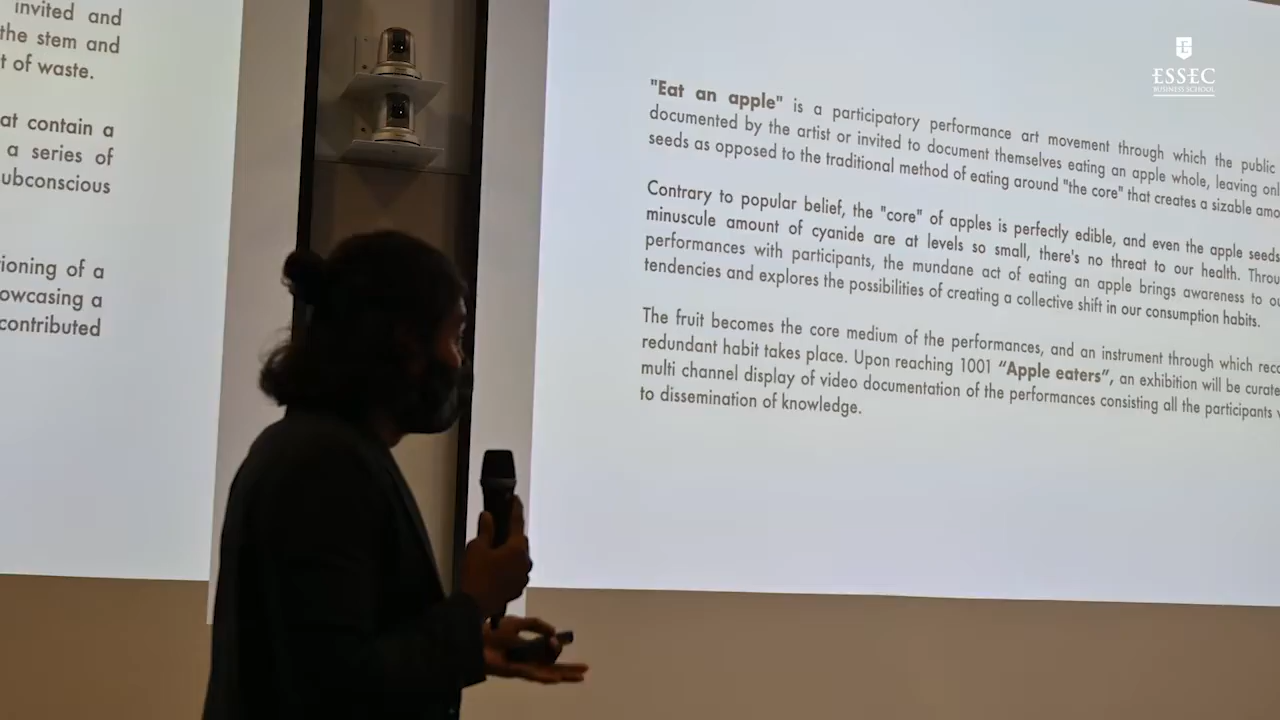 invited and
the stem and
t of waste.
at contain a
a series of
ubconscious
ioning of a
owcasing a
contributed
ESSEC
BUSINESS SCHOOL
"Eat an apple" is a participatory performance art movement through which the public
documented by the artist or invited to document themselves eating an apple whole, leaving onl
seeds as opposed to the traditional method of eating around "the core" that creates a sizable amo
Contrary to popular belief, the "core" of apples is perfectly edible, and even the apple seeds
minuscule amount of cyanide are at levels so small, there's no threat to our health. Throu
performances with participants, the mundane act of eating an apple brings awareness to ou
tendencies and explores the possibilities of creating a collective shift in our consumption habits.
The fruit becomes the core medium of the performances, and an instrument through which reco
redundant habit takes place. Upon reaching 1001 “Apple eaters”, an exhibition will be curate
multi channel display of video documentation of the performances consisting all the participants
to dissemination of knowledge.